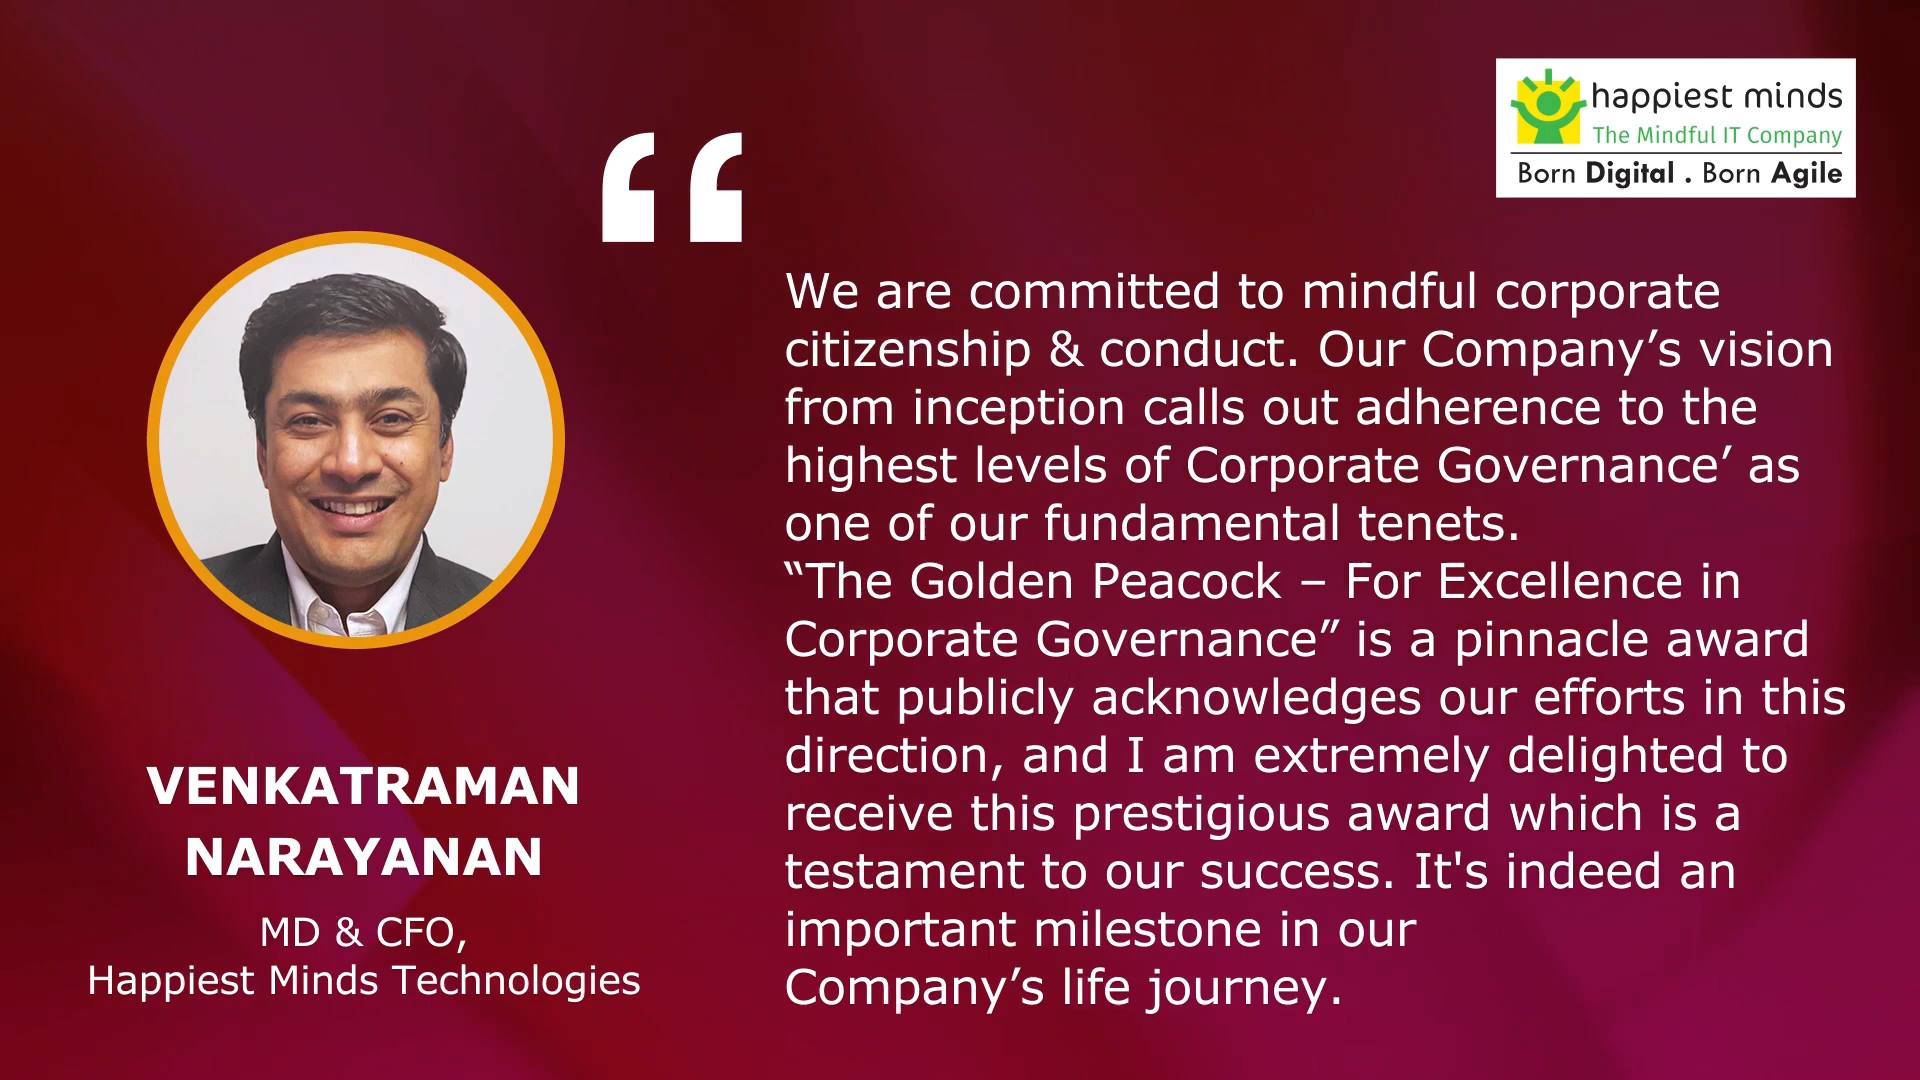 happiest minds
The Mindful IT Company
Born Digital . Born Agile
“
We are committed to mindful corporate
citizenship & conduct. Our Company’s vision
from inception calls out adherence to the
highest levels of Corporate Governance’ as
one of our fundamental tenets.
“The Golden Peacock – For Excellence in
Corporate Governance” is a pinnacle award
that publicly acknowledges our efforts in this
direction, and I am extremely delighted to
receive this prestigious award which is a
testament to our success. It's indeed an
important milestone in our
Company’s life journey.
VENKATRAMAN
NARAYANAN
MD & CFO,
Happiest Minds Technologies